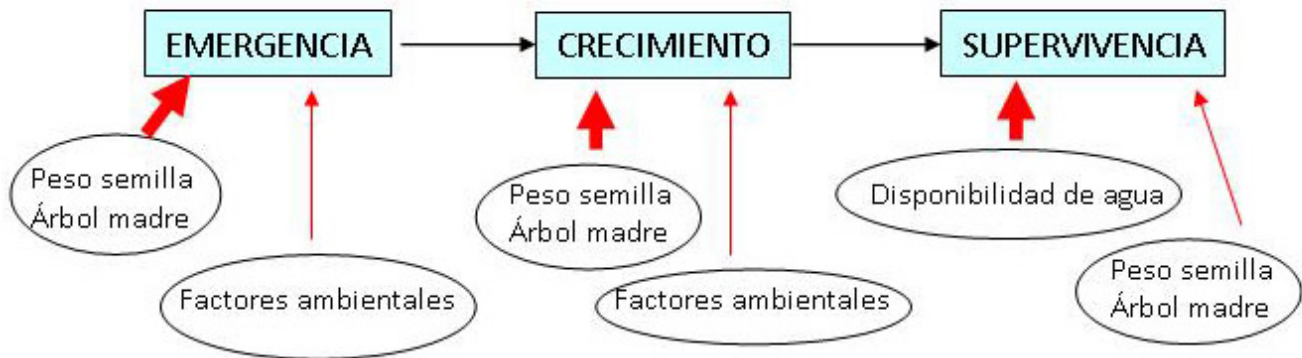 EMERGENCIA
CRECIMIENTO
SUPERVIVENCIA
Peso semilla
Árbol madre
Factores ambientales
Peso semilla
Árbol madre
Factores ambientales
Disponibilidad de agua
Peso semilla
Árbol madre